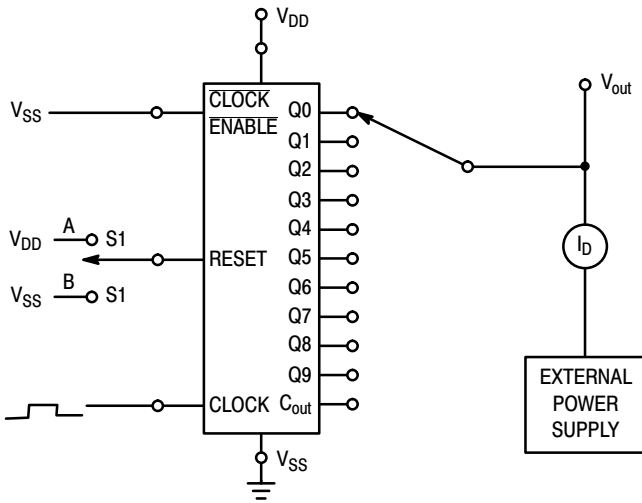 VDD
VSS
CLOCK
ENABLE
Q0
Q1
Q2
Q3
Q4
Q5
Q6
Q7
Q8
Q9
Cout
VDD A S1
RESET
VSS B S1
CLOCK
VSS
Vout
ID
EXTERNAL
POWER
SUPPLY